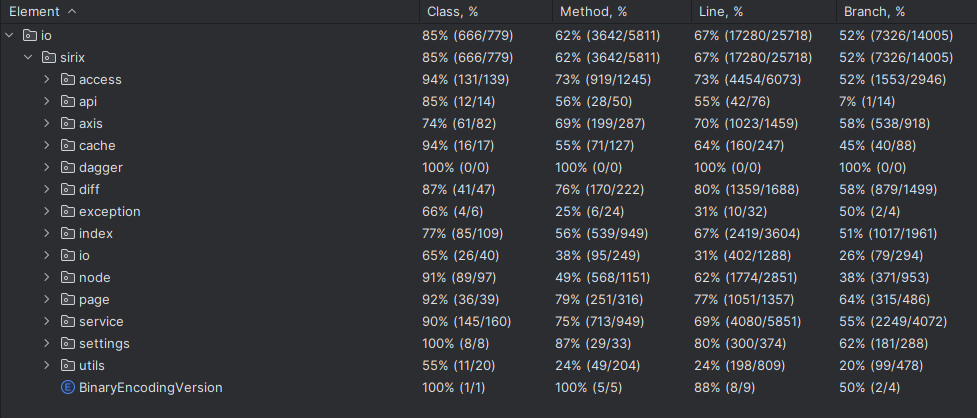 Element Class, % Method, % Line, % Branch, %
io 85% (666/779) 62% (3642/5811) 67% (17280/25718) 52% (7326/14005)
sirix 85% (666/779) 62% (3642/5811) 67% (17280/25718) 52% (7326/14005)
access 94% (131/139) 73% (919/1245) 73% (4454/6073) 52% (1553/2946)
api 85% (12/14) 56% (28/50) 55% (42/76) 7% (1/14)
axis 74% (61/82) 69% (199/287) 70% (1023/1459) 58% (538/918)
cache 94% (16/17) 55% (71/127) 64% (160/247) 45% (40/88)
dagger 100% (0/0) 100% (0/0) 100% (0/0) 100% (0/0)
diff 87% (41/47) 76% (170/222) 80% (1359/1688) 58% (879/1499)
exception 66% (4/6) 25% (6/24) 31% (10/32) 50% (2/4)
index 77% (85/109) 56% (539/949) 67% (2419/3604) 51% (1017/1961)
io 65% (26/40) 38% (95/249) 31% (402/1288) 26% (79/294)
node 91% (89/97) 49% (568/1151) 62% (1774/2851) 38% (371/953)
page 92% (36/39) 79% (251/316) 77% (1051/1357) 64% (315/486)
service 90% (145/160) 75% (713/949) 69% (4080/5851) 55% (2249/4072)
settings 100% (8/8) 87% (29/33) 80% (300/374) 62% (181/288)
utils 55% (11/20) 24% (49/204) 24% (198/809) 20% (99/478)
E BinaryEncodingVersion 100% (1/1) 100% (5/5) 88% (8/9) 50% (2/4)